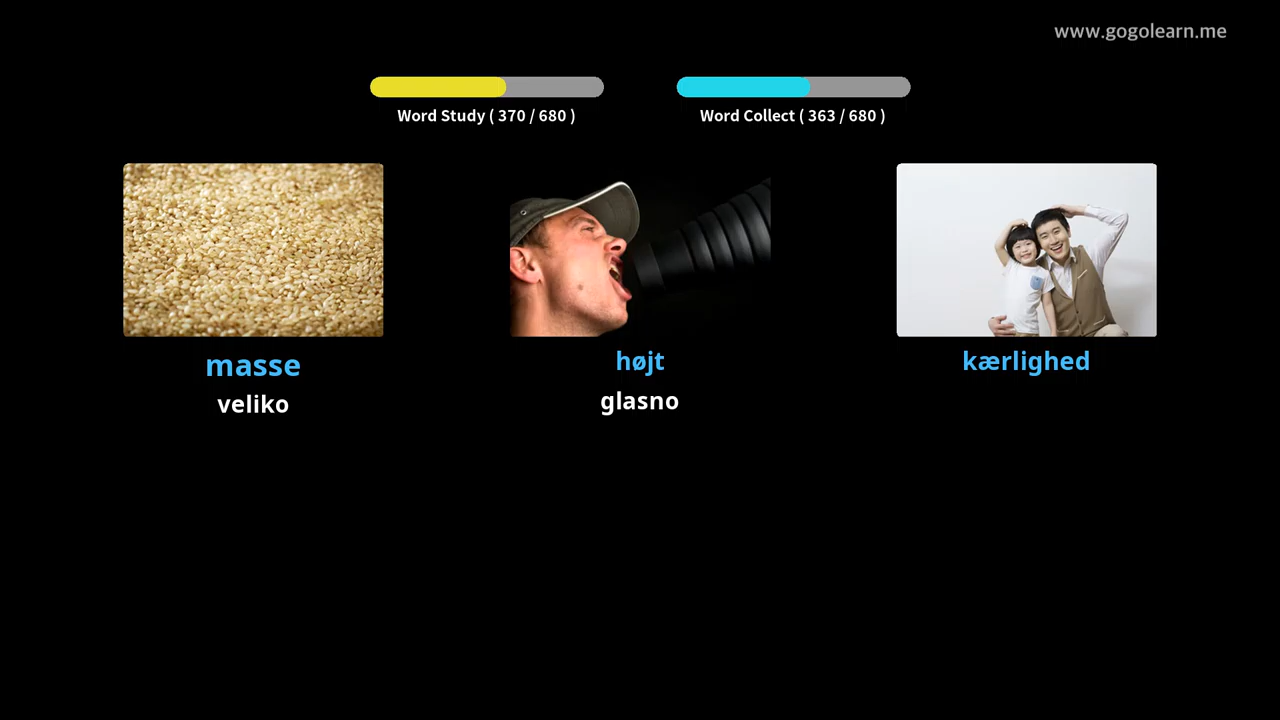 www.gogolearn.me
Word Study ( 370 / 680 )
Word Collect ( 363 / 680 )
masse
veliko
højt
glasno
kærlighed